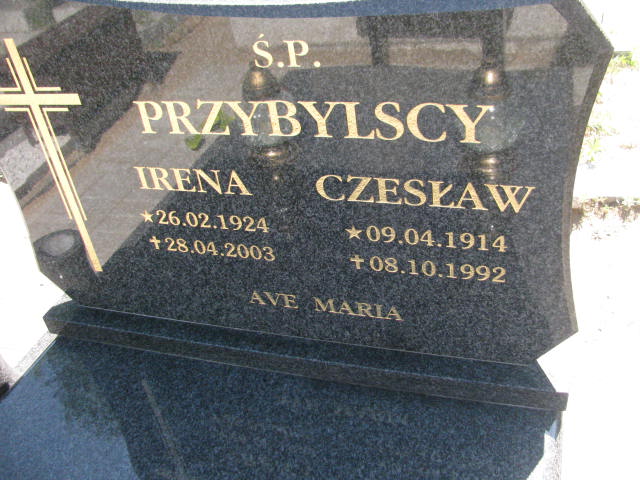 Ś.P.
PRZYBYLSCY
IRENA CZESŁAW
★26.02.1924 ★09.04.1914
✝28.04.2003 ✝08.10.1992
AVE MARIA